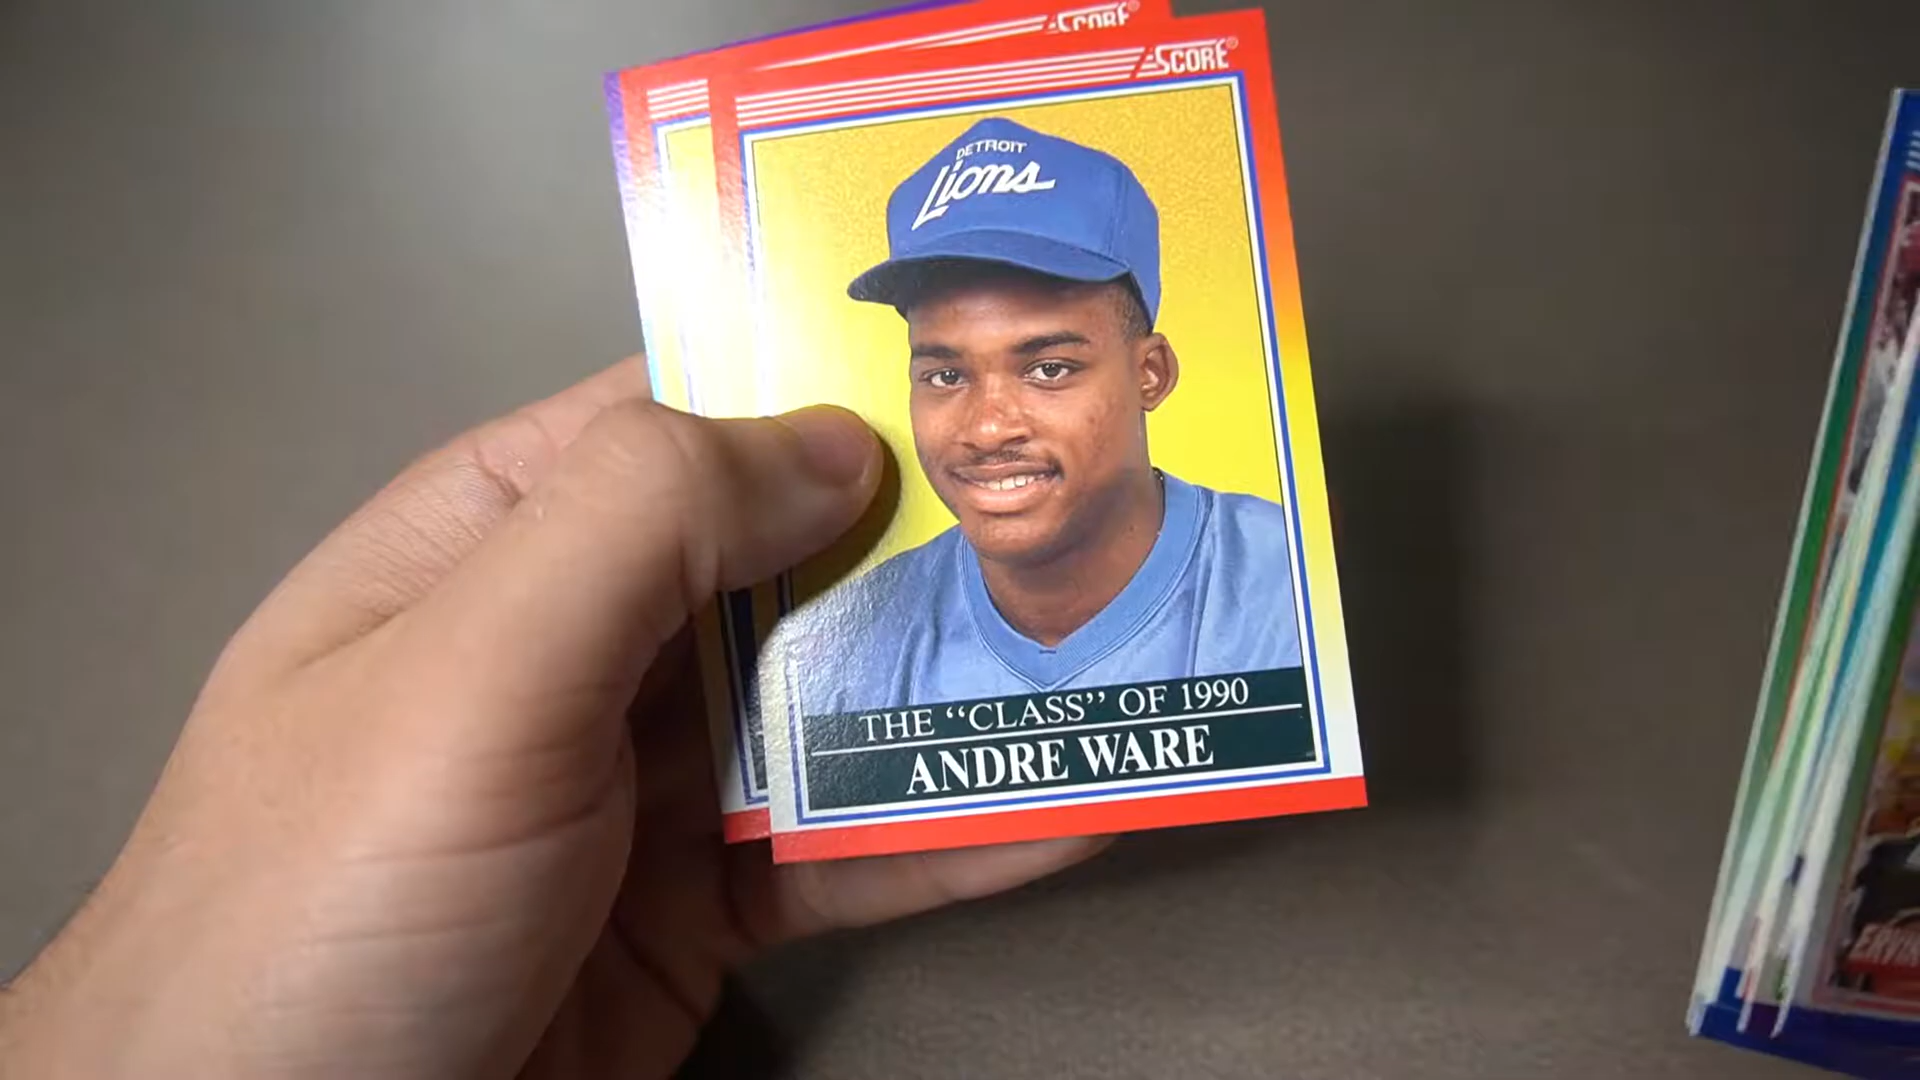 SCORE
SCORE
DETROIT
Lions
THE “CLASS” OF 1990
ANDRE WARE